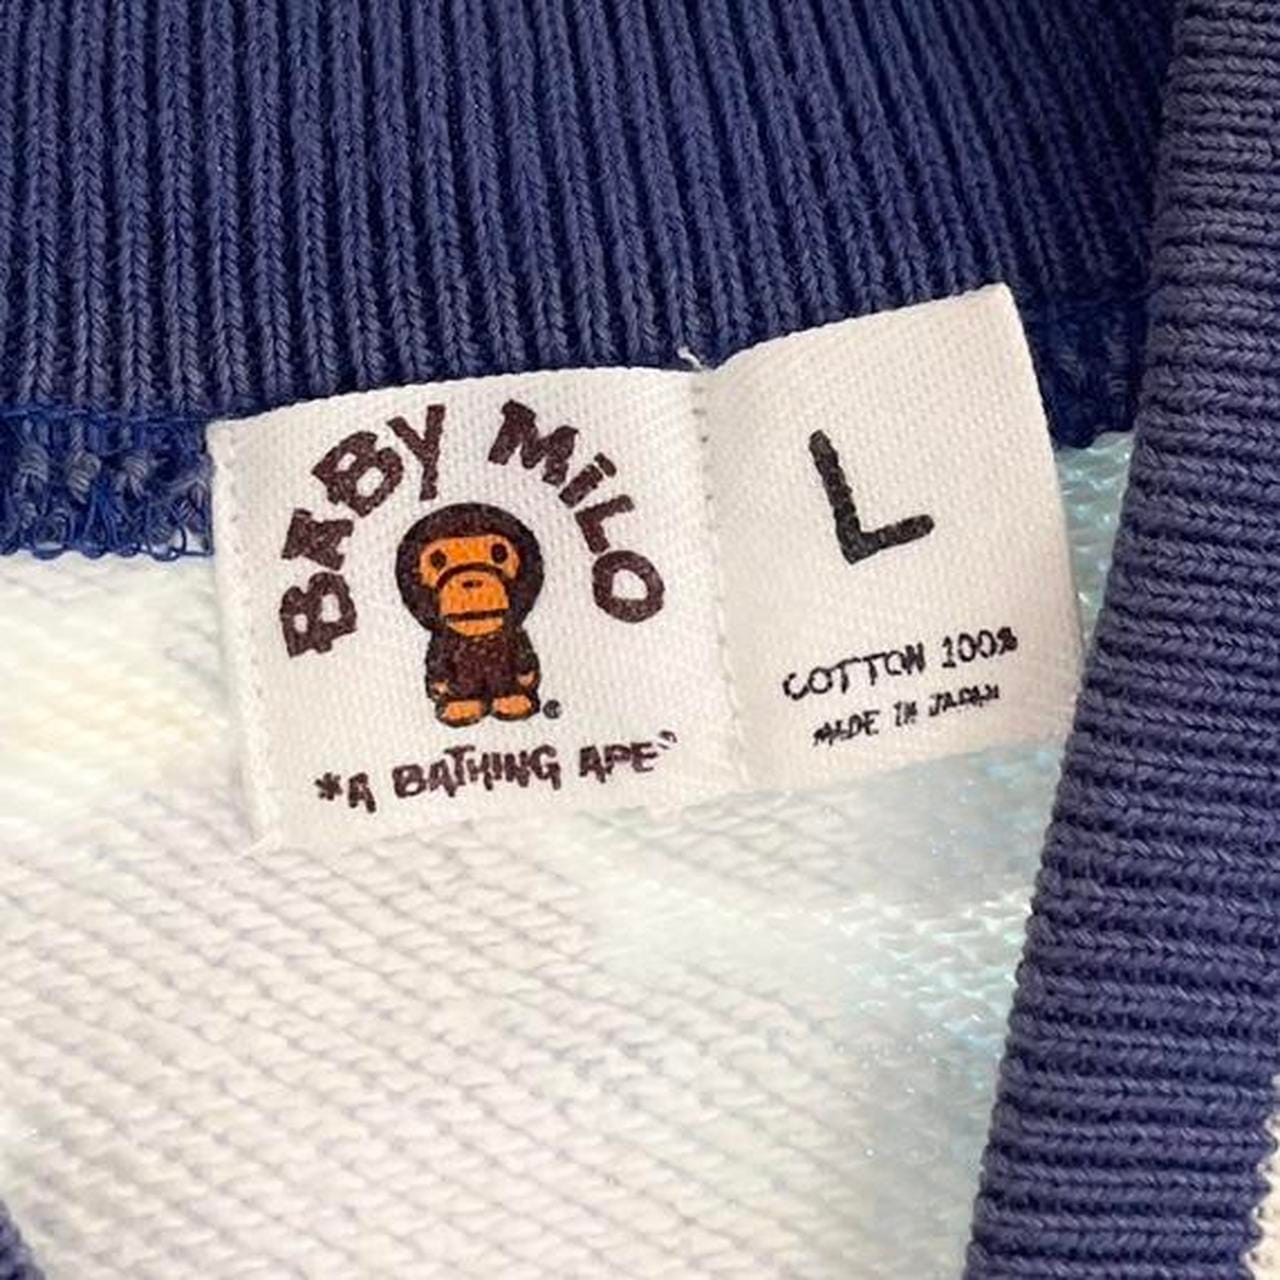 BABY MILO
®
*A BATHING APE"
L
COTTON 100%
MADE IN JAPAN